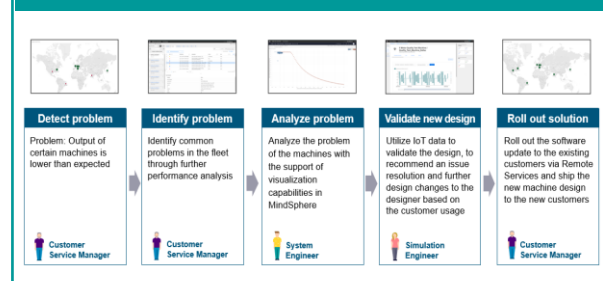 Detect problem
Problem: Output of
certain machines is
lower than expected
Customer
Service Manager
Identify problem
Identify common
problems in the fleet
through further
performance analysis
Customer
Service Manager
Analyze problem
Analyze the problem
of the machines with
the support of
visualization
capabilities in
MindSphere
System
Engineer
Validate new design
Utilize IoT data to
validate the design, to
recommend an issue
resolution and further
design changes to the
designer based on
the customer usage
Simulation
Engineer
Roll out solution
Roll out the software
update to the existing
customers via Remote
Services and ship the
new machine design
to the new customers
Customer
Service Manager